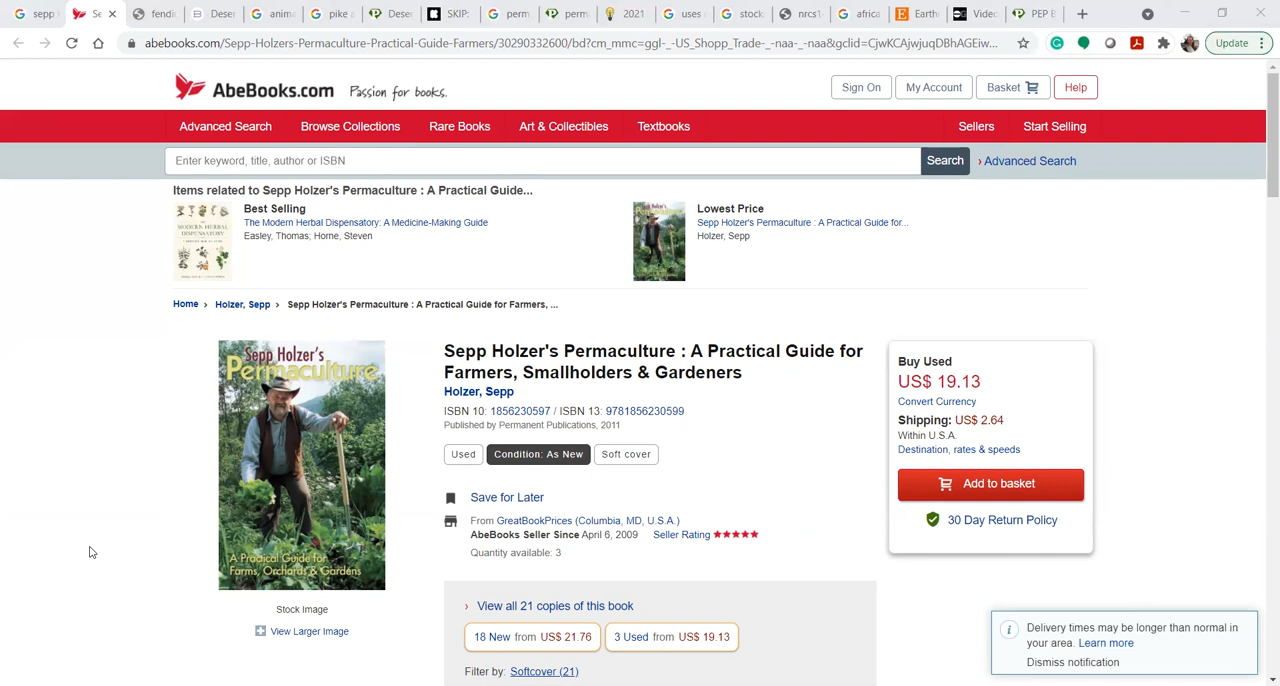 sepp
Se
fendi
Deser
anima
pike a
Deser
SKIP:
perm
perm
2021
uses
stock
nrcs1
africa
Earthw
Video
PEP B
abebooks.com/Sepp-Holzers-Permaculture-Practical-Guide-Farmers/30290332600/bd?cm_mmc=ggl-_-US_Shopp_Trade-_-naa-_-naa&gclid=CjwKCAjwjuqDBhAGEiw...
Update
AbeBooks.com Passion for books.
Sign On
My Account
Basket
Help
Advanced Search
Browse Collections
Rare Books
Art & Collectibles
Textbooks
Sellers
Start Selling
Enter keyword, title, author or ISBN
Search
› Advanced Search
Items related to Sepp Holzer's Permaculture : A Practical Guide...
MODERN HERBAL
DISPENSATORY
Best Selling
The Modern Herbal Dispensatory: A Medicine-Making Guide
Easley, Thomas; Horne, Steven
Lowest Price
Sepp Holzer's Permaculture : A Practical Guide for...
Holzer, Sepp
Home › Holzer, Sepp › Sepp Holzer's Permaculture : A Practical Guide for Farmers, ...
Sepp Holzer's
Permaculture
A Practical Guide for
Farms, Orchards & Gardens
Stock Image
View Larger Image
Sepp Holzer's Permaculture : A Practical Guide for
Farmers, Smallholders & Gardeners
Holzer, Sepp
ISBN 10: 1856230597 / ISBN 13: 9781856230599
Published by Permanent Publications, 2011
Used
Condition: As New
Soft cover
Save for Later
From GreatBookPrices (Columbia, MD, U.S.A.)
AbeBooks Seller Since April 6, 2009 Seller Rating ★★★★★
Quantity available: 3
› View all 21 copies of this book
18 New from US$ 21.76
3 Used from US$ 19.13
Filter by: Softcover (21)
Buy Used
US$ 19.13
Convert Currency
Shipping: US$ 2.64
Within U.S.A.
Destination, rates & speeds
Add to basket
30 Day Return Policy
Delivery times may be longer than normal in
your area. Learn more
Dismiss notification